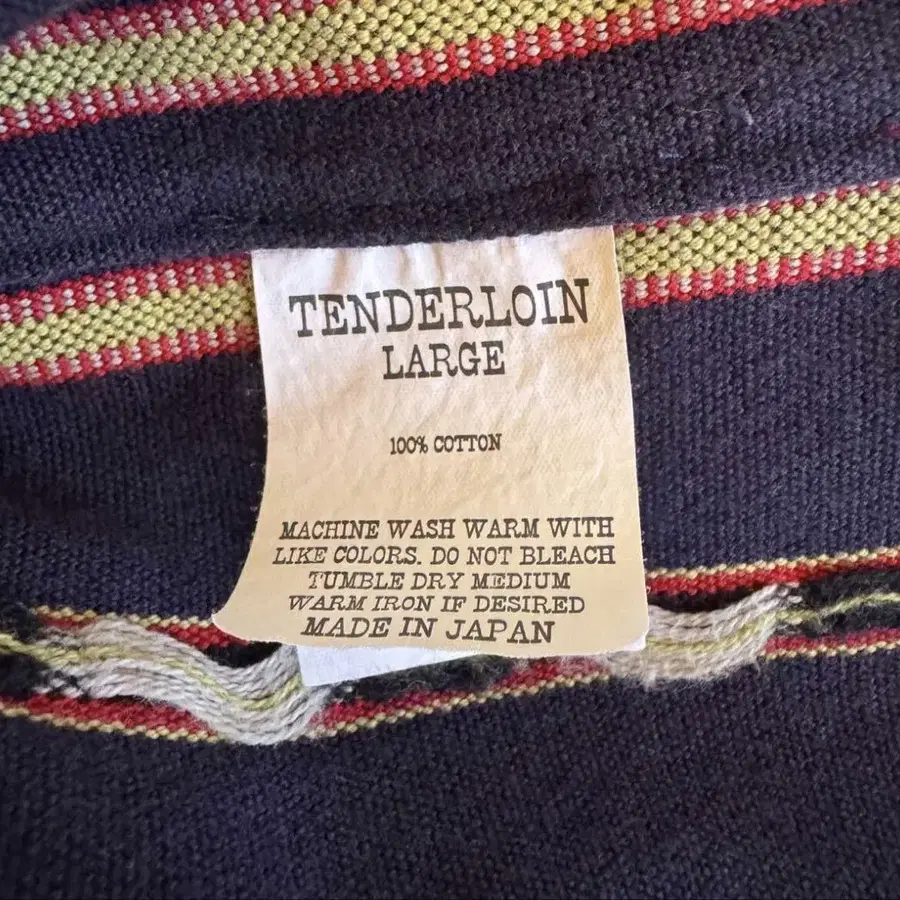 TENDERLOIN
LARGE
100% COTTON
MACHINE WASH WARM WITH
LIKE COLORS. DO NOT BLEACH
TUMBLE DRY MEDIUM
WARM IRON IF DESIRED
MADE IN JAPAN